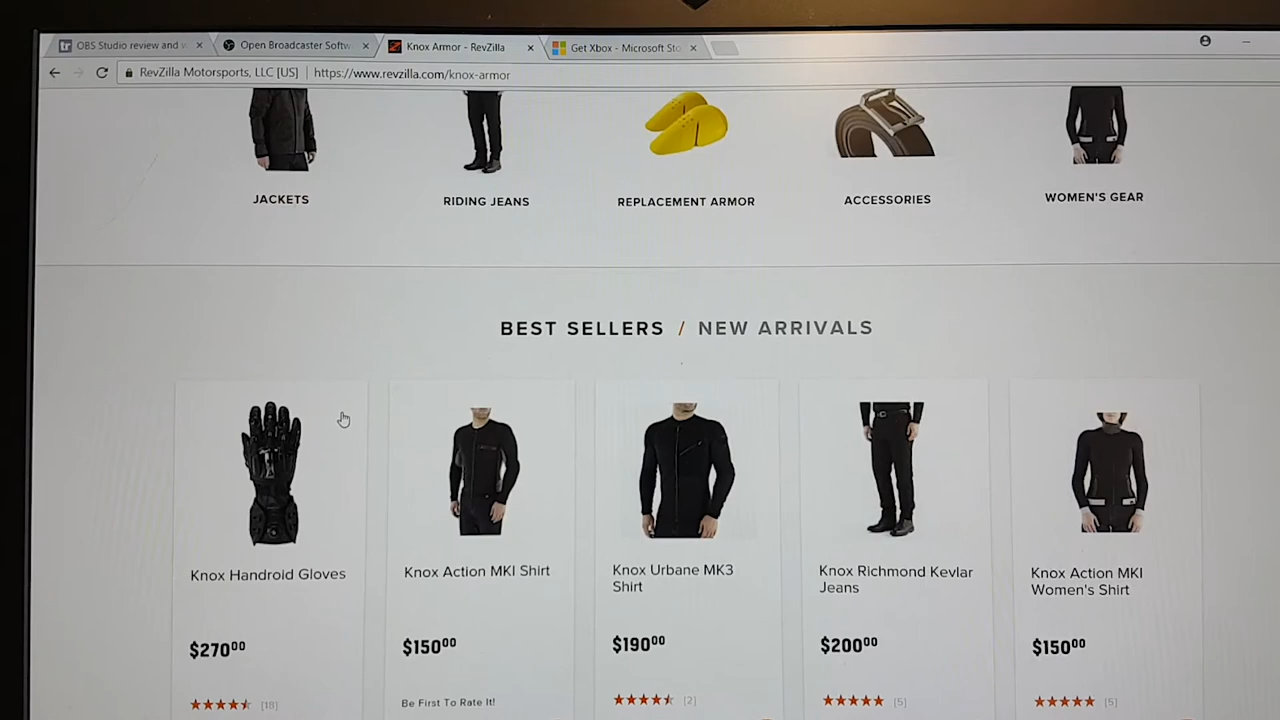 OBS Studio review and w
Open Broadcaster Softw
Knox Armor - RevZilla
Get Xbox - Microsoft Sto
RevZilla Motorsports, LLC [US]
https://www.revzilla.com/knox-armor
JACKETS
RIDING JEANS
REPLACEMENT ARMOR
ACCESSORIES
WOMEN'S GEAR
BEST SELLERS / NEW ARRIVALS
Knox Handroid Gloves
$270⁰⁰
[18]
Knox Action MKI Shirt
$150⁰⁰
Be First To Rate It!
Knox Urbane MK3
Shirt
$190⁰⁰
[2]
Knox Richmond Kevlar
Jeans
$200⁰⁰
[5]
Knox Action MKI
Women's Shirt
$150⁰⁰
[5]